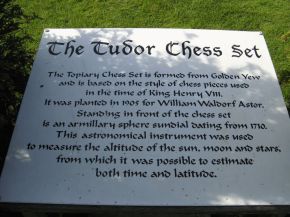 The Tudor Chess Set
The Topiary Chess Set is formed from Golden Yew
and is based on the style of chess pieces used
in the time of King Henry VIII.
It was planted in 1905 for William Waldorf Astor.
Standing in front of the chess set
is an armillary sphere sundial dating from 1710.
This astronomical instrument was used
to measure the altitude of the sun, moon and stars,
from which it was possible to estimate
both time and latitude.